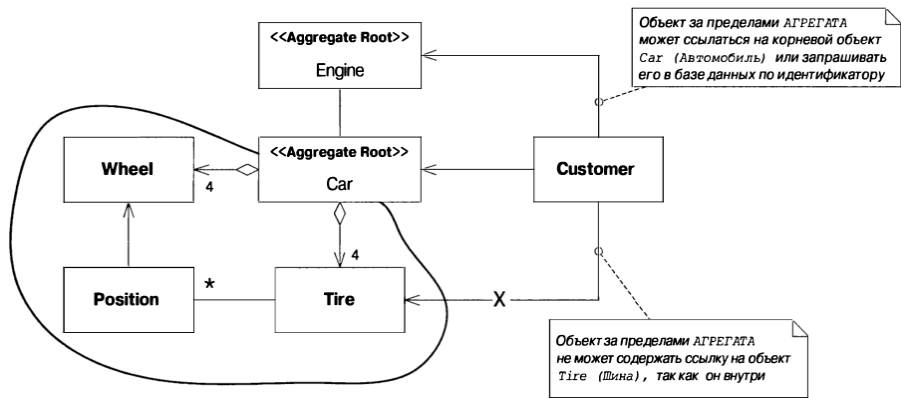 <<Aggregate Root>>
Engine
Объект за пределами АГРЕГАТА
может ссылаться на корневой объект
Car (Автомобиль) или запрашивать
его в базе данных по идентификатору
Wheel
4
<<Aggregate Root>>
Car
Customer
4
Position
*
Tire
X
Объект за пределами АГРЕГАТА
не может содержать ссылку на объект
Tire (Шина), так как он внутри